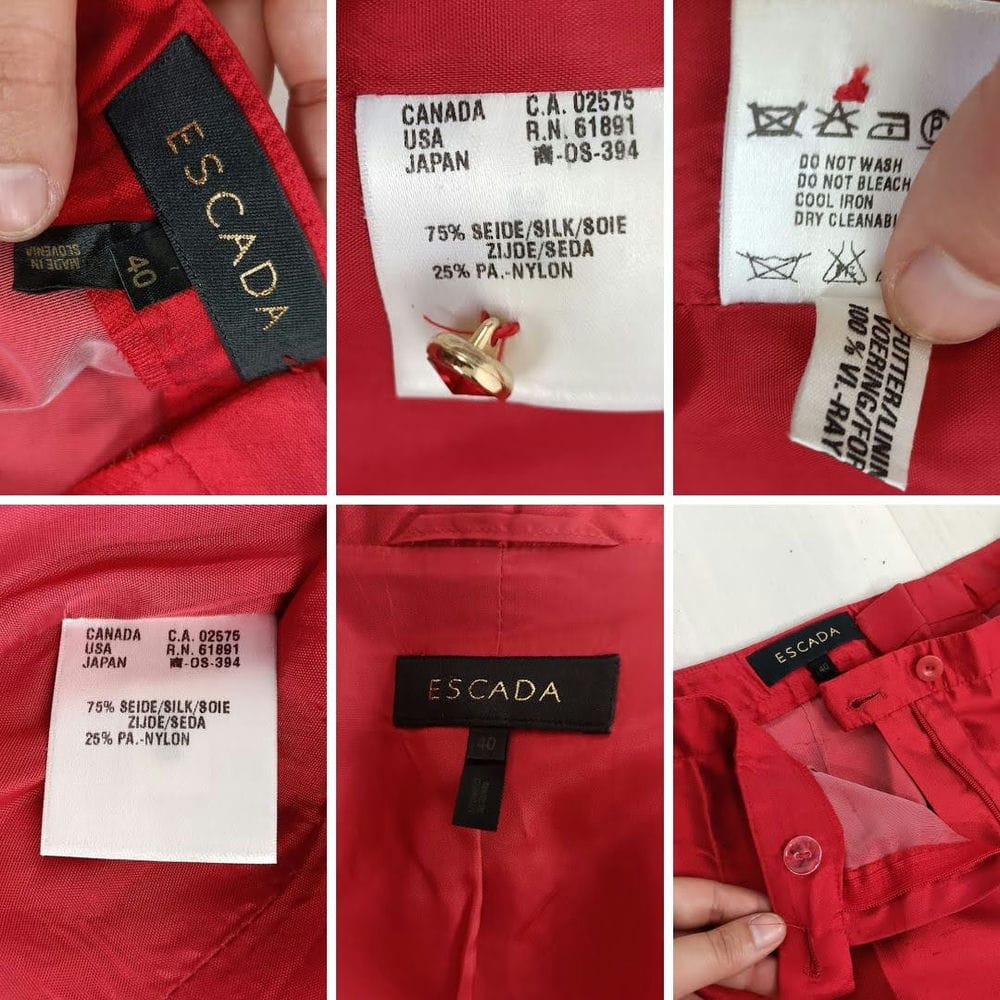 ESCADA
40
MADE IN
SLOVENIA
CANADA C.A. 02575
USA R.N. 61891
JAPAN 商-OS-394
75% SEIDE/SILK/SOIE
ZIJDE/SEDA
25% PA.-NYLON
P
DO NOT WASH
DO NOT BLEACH
COOL IRON
DRY CLEANABL
FUTTER/LININ
VOERING/FOR
100 % VI.-RAY
CANADA C.A. 02575
USA R.N. 61891
JAPAN 商-OS-394
75% SEIDE/SILK/SOIE
ZIJDE/SEDA
25% PA.-NYLON
ESCADA
40
ESCADA
40